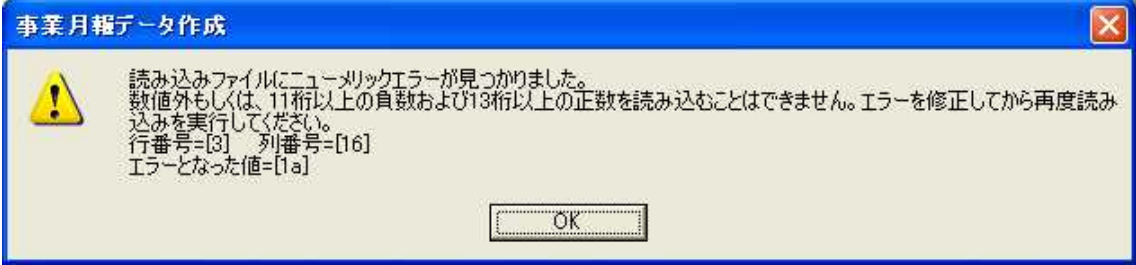 事業月報データ作成
読み込みファイルにニューメリックエラーが見つかりました。
数値外もしくは、11桁以上の負数および13桁以上の正数を読み込むことはできません。エラーを修正してから再度読み
込みを実行してください。
行番号=[3]　列番号=[16]
エラーとなった値=[1a]
OK